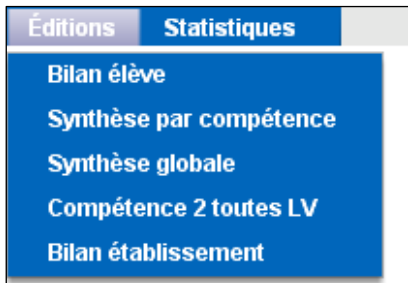 Éditions Statistiques
Bilan élève
Synthèse par compétence
Synthèse globale
Compétence 2 toutes LV
Bilan établissement